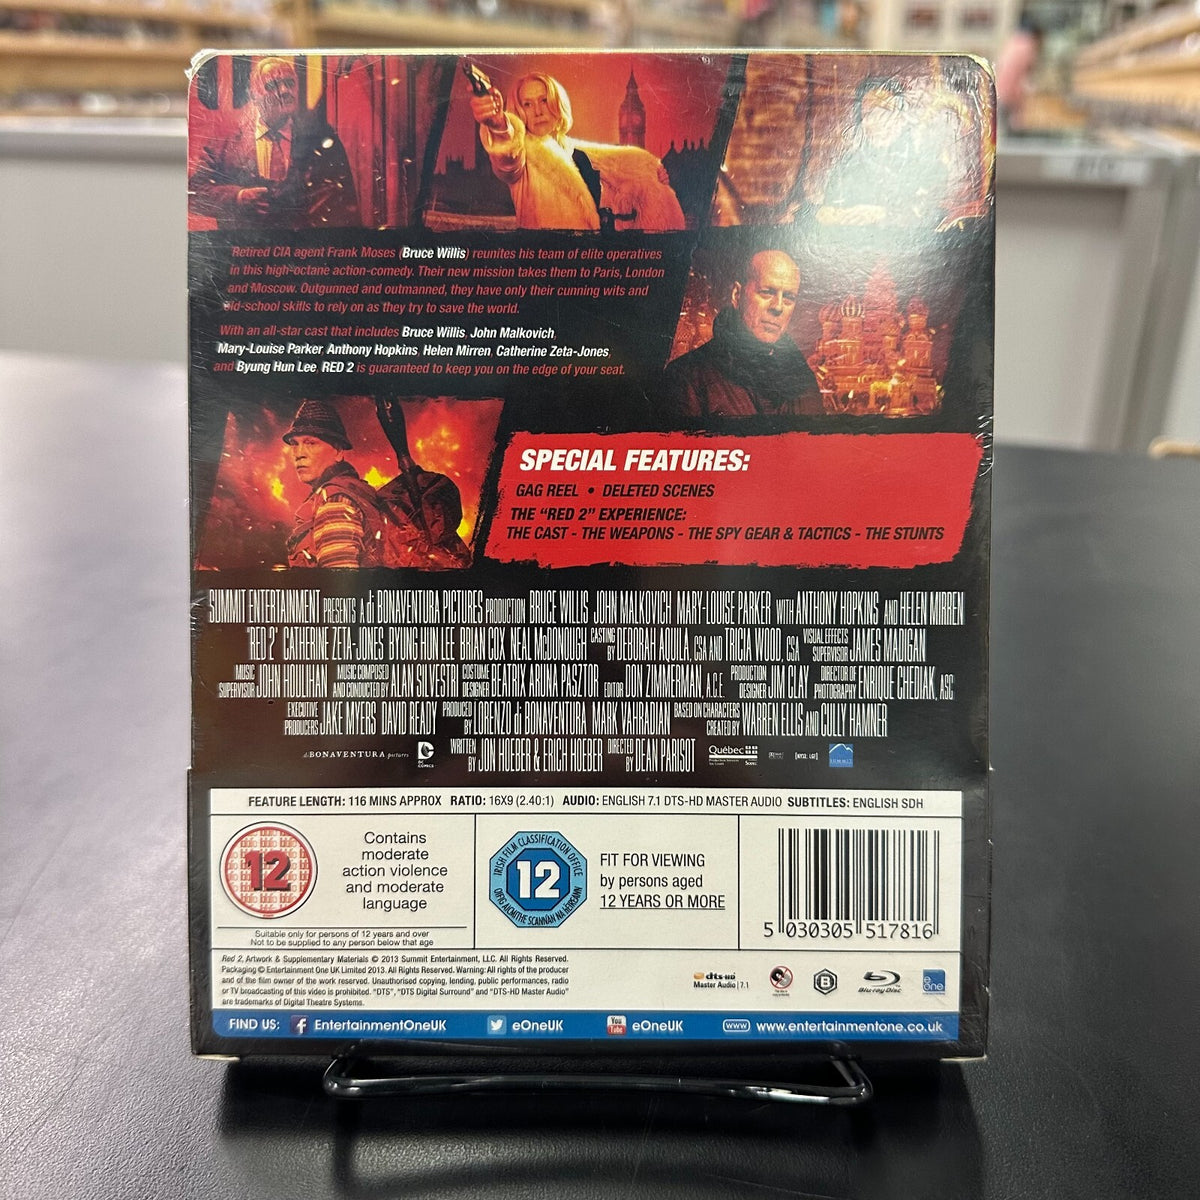 Retired CIA agent Frank Moses (Bruce Willis) reunites his team of elite operatives
in this high-octane action-comedy. Their new mission takes them to Paris, London
and Moscow. Outgunned and outmanned, they have only their cunning wits and
old-school skills to rely on as they try to save the world.
With an all-star cast that includes Bruce Willis, John Malkovich,
Mary-Louise Parker, Anthony Hopkins, Helen Mirren, Catherine Zeta-Jones,
and Byung Hun Lee, RED 2 is guaranteed to keep you on the edge of your seat.
SPECIAL FEATURES:
GAG REEL • DELETED SCENES
THE “RED 2” EXPERIENCE:
THE CAST - THE WEAPONS - THE SPY GEAR & TACTICS - THE STUNTS
SUMMIT ENTERTAINMENT PRESENTS A di BONAVENTURA PICTURES PRODUCTION BRUCE WILLIS JOHN MALKOVICH MARY-LOUISE PARKER WITH ANTHONY HOPKINS AND HELEN MIRREN
"RED 2" CATHERINE ZETA-JONES BYUNG HUN LEE BRIAN COX NEAL McDONOUGH CASTING BY DEBORAH AQUILA, CSA AND TRICIA WOOD, CSA VISUAL EFFECTS SUPERVISOR JAMES MADIGAN
MUSIC SUPERVISOR JOHN HOULIHAN MUSIC COMPOSED AND CONDUCTED BY ALAN SILVESTRI COSTUME DESIGNER BEATRIX ARUNA PASZTOR EDITOR DON ZIMMERMAN, A.C.E. PRODUCTION DESIGNER JIM CLAY DIRECTOR OF PHOTOGRAPHY ENRIQUE CHEDIAK, ASC
EXECUTIVE PRODUCERS JAKE MYERS DAVID READY PRODUCED BY LORENZO di BONAVENTURA MARK VAHRADIAN BASED ON CHARACTERS CREATED BY WARREN ELLIS AND CULLY HAMNER
di BONAVENTURA pictures DC COMICS WRITTEN BY JON HOEBER & ERICH HOEBER DIRECTED BY DEAN PARISOT Québec SUMMIT
FEATURE LENGTH: 116 MINS APPROX RATIO: 16X9 (2.40:1) AUDIO: ENGLISH 7.1 DTS-HD MASTER AUDIO SUBTITLES: ENGLISH SDH
12
Contains
moderate
action violence
and moderate
language
Suitable only for persons of 12 years and over
Not to be supplied to any person below that age
IRISH FILM CLASSIFICATION OFFICE
12
OIFIG AICMITHE SCANNÁN NA hÉIREANN
FIT FOR VIEWING
by persons aged
12 YEARS OR MORE
5 030305 517816
Red 2, Artwork & Supplementary Materials © 2013 Summit Entertainment, LLC. All Rights Reserved.
Packaging © Entertainment One UK Limited 2013. All Rights Reserved. Warning: All rights of the producer
and of the film owner of the work reserved. Unauthorised copying, lending, public performances, radio
or TV broadcasting of this video is prohibited. "DTS", "DTS Digital Surround" and "DTS-HD Master Audio"
are trademarks of Digital Theatre Systems.
dts-HD
Master Audio | 7.1
B
Blu-ray Disc
e one
FIND US: f EntertainmentOneUK eOneUK You Tube eOneUK www www.entertainmentone.co.uk